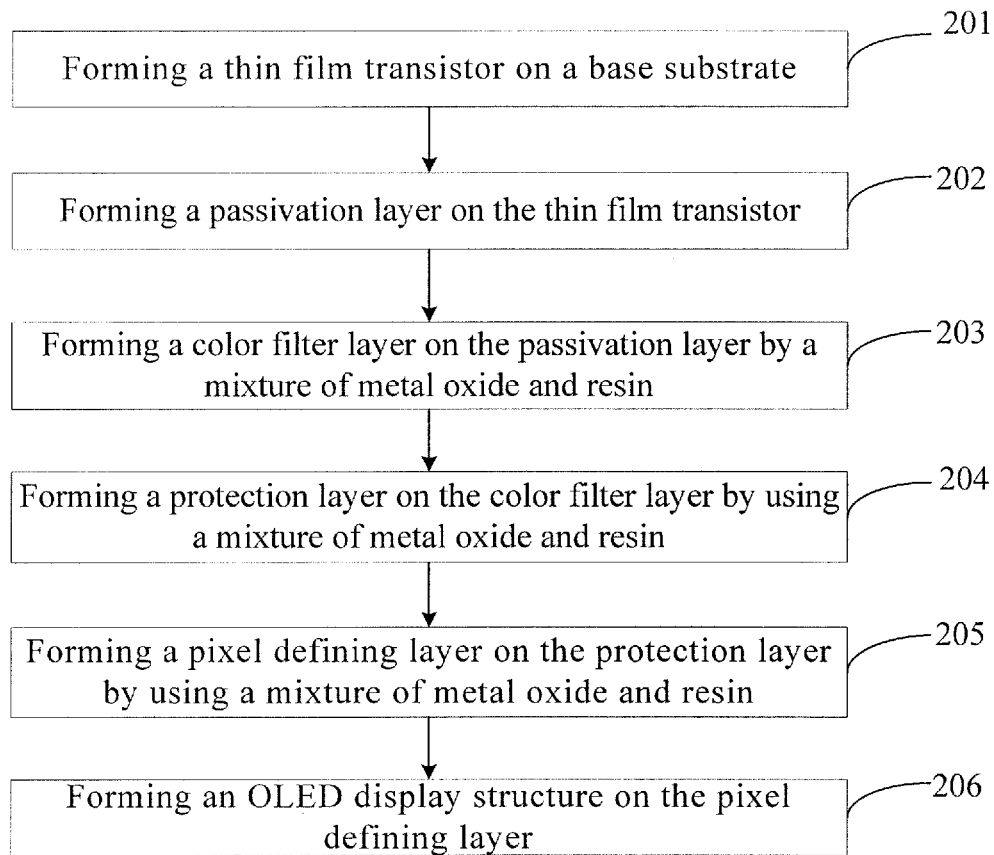 201
Forming a thin film transistor on a base substrate
202
Forming a passivation layer on the thin film transistor
203
Forming a color filter layer on the passivation layer by a
mixture of metal oxide and resin
204
Forming a protection layer on the color filter layer by using
a mixture of metal oxide and resin
205
Forming a pixel defining layer on the protection layer
by using a mixture of metal oxide and resin
206
Forming an OLED display structure on the pixel
defining layer